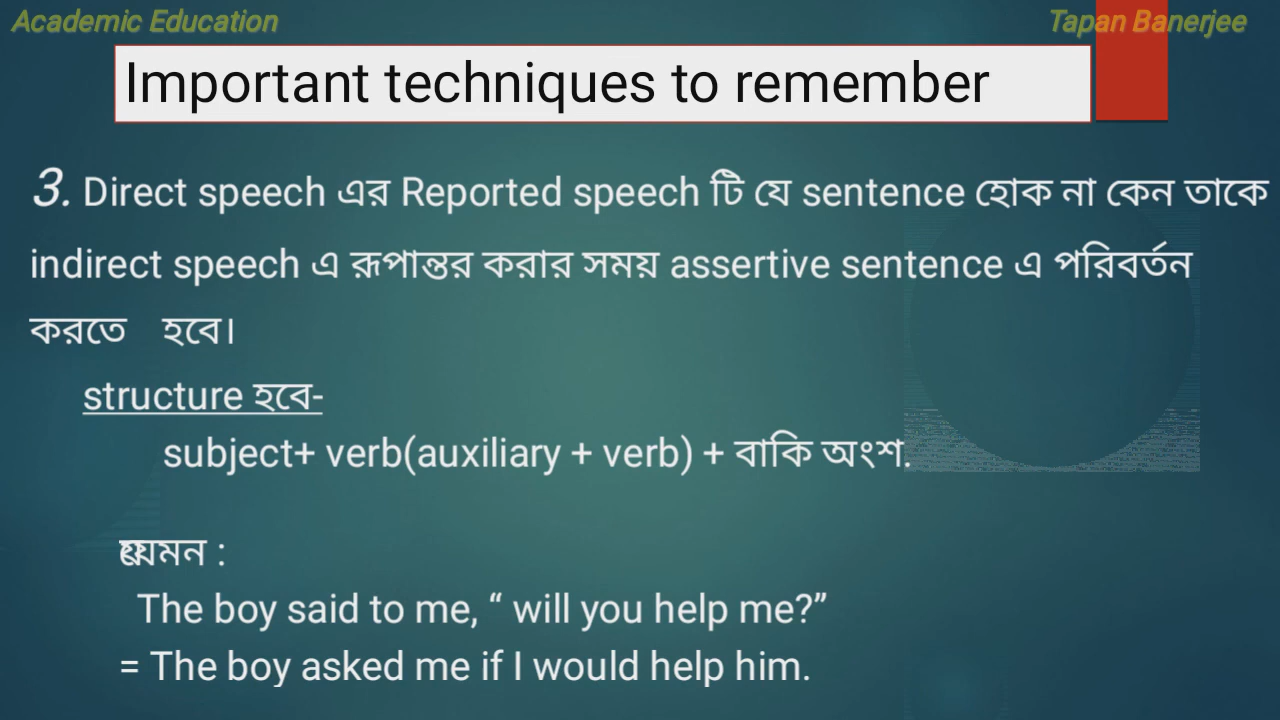 Academic Education
Tapan Banerjee
Important techniques to remember
3. Direct speech এর Reported speech টি যে sentence হোক না কেন তাকে
indirect speech এ রূপান্তর করার সময় assertive sentence এ পরিবর্তন
করতে হবে।
structure হবে-
subject+ verb(auxiliary + verb) + বাকি অংশ.
যেমন :
The boy said to me, “ will you help me?”
= The boy asked me if I would help him.